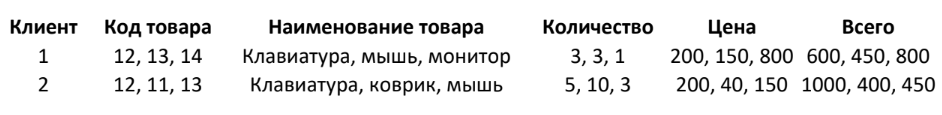 Клиент Код товара Наименование товара Количество Цена Всего
1 12, 13, 14 Клавиатура, мышь, монитор 3, 3, 1 200, 150, 800 600, 450, 800
2 12, 11, 13 Клавиатура, коврик, мышь 5, 10, 3 200, 40, 150 1000, 400, 450